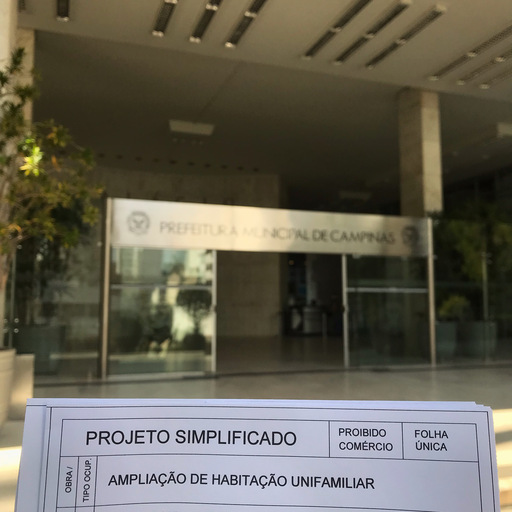 PREFEITURA MUNICIPAL DE CAMPINAS
PROJETO SIMPLIFICADO
PROIBIDO
COMÉRCIO
FOLHA
ÚNICA
OBRA /
TIPO OCUP.
AMPLIAÇÃO DE HABITAÇÃO UNIFAMILIAR